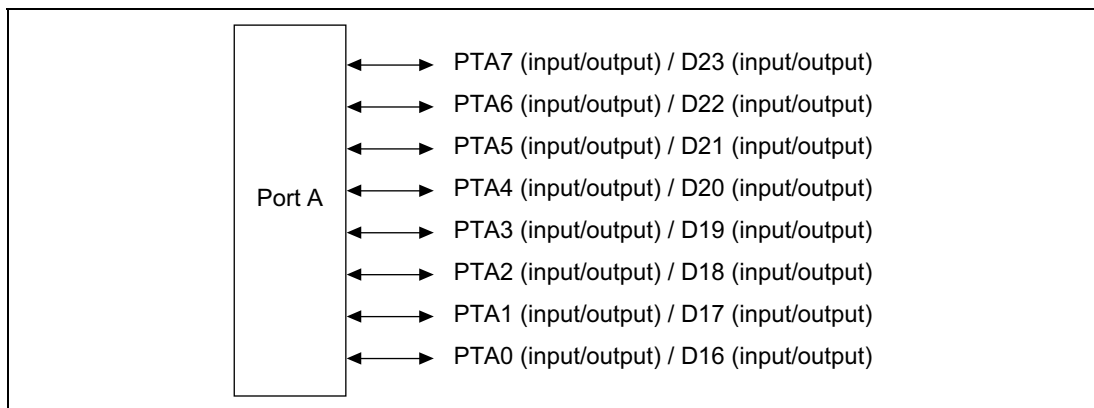 PTA7 (input/output) / D23 (input/output)
PTA6 (input/output) / D22 (input/output)
PTA5 (input/output) / D21 (input/output)
PTA4 (input/output) / D20 (input/output)
Port A
PTA3 (input/output) / D19 (input/output)
PTA2 (input/output) / D18 (input/output)
PTA1 (input/output) / D17 (input/output)
PTA0 (input/output) / D16 (input/output)